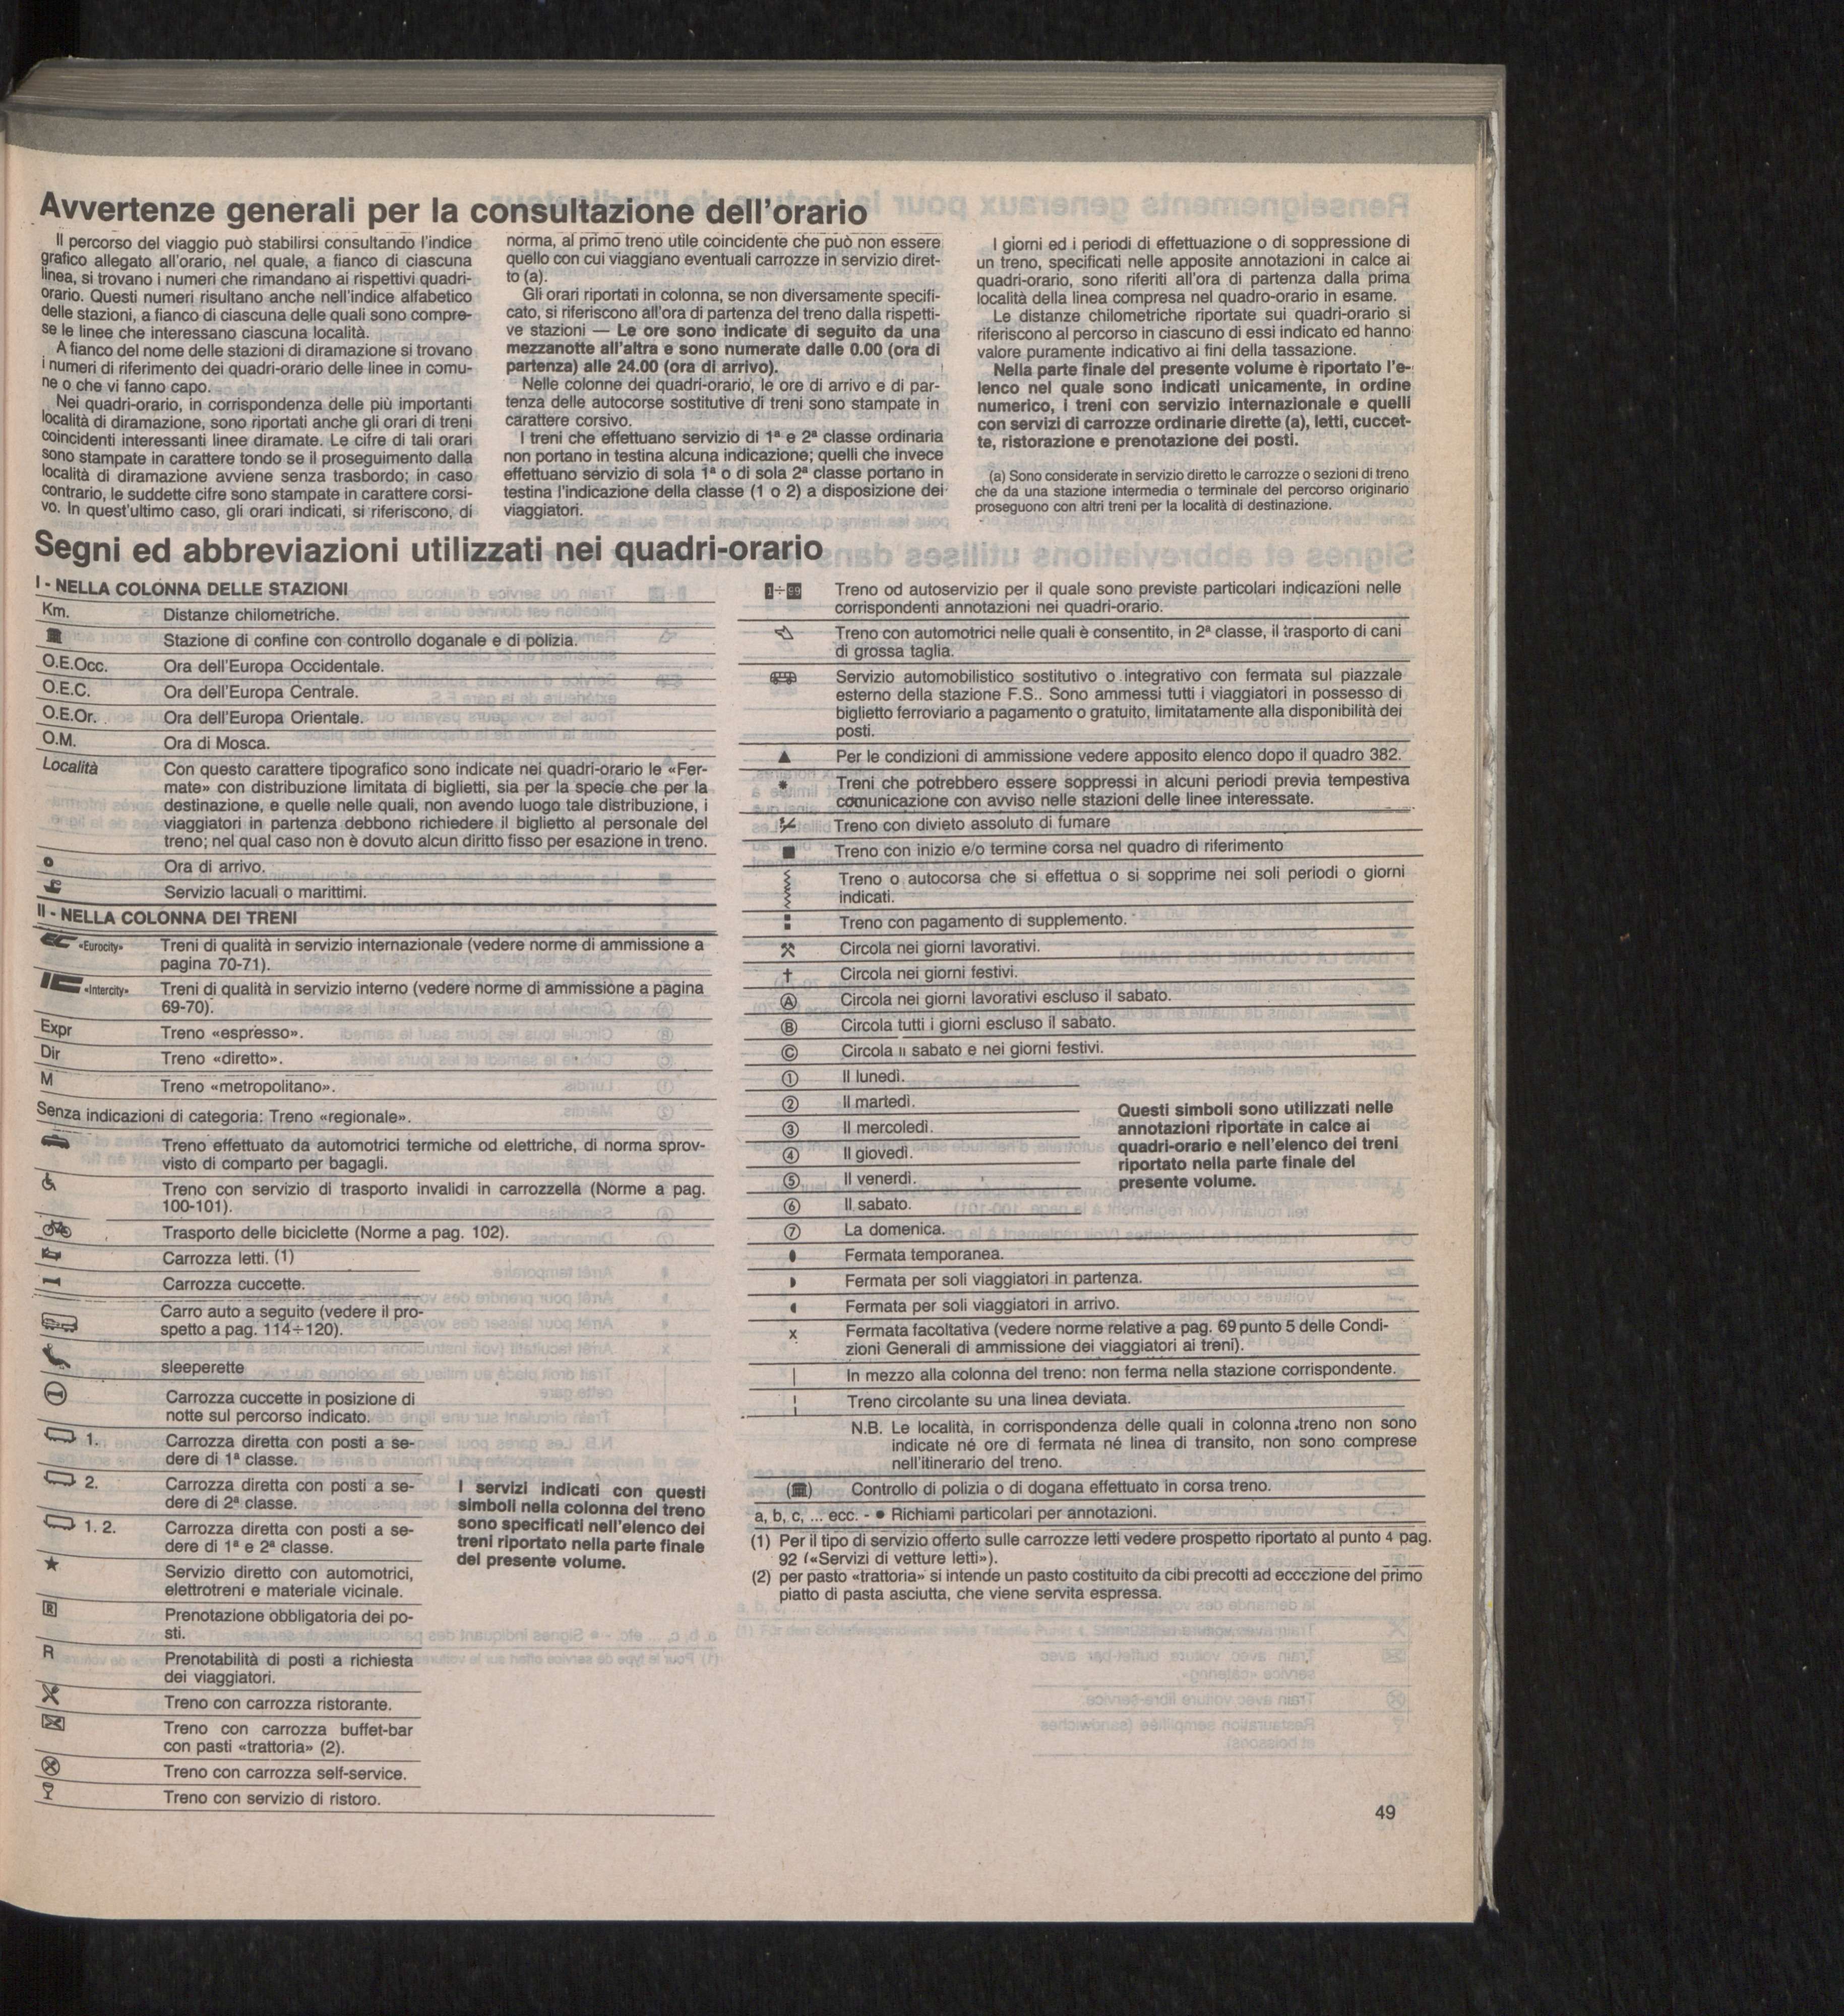 Avvertenze generali per la consultazione dell'orario
Il percorso del viaggio può stabilirsi consultando l'indice
grafico allegato all'orario, nel quale, a fianco di ciascuna
linea, si trovano i numeri che rimandano ai rispettivi quadri-
orario. Questi numeri risultano anche nell'indice alfabetico
delle stazioni, a fianco di ciascuna delle quali sono compre-
se le linee che interessano ciascuna località.
A fianco del nome delle stazioni di diramazione si trovano
i numeri di riferimento dei quadri-orario delle linee in comu-
ne o che vi fanno capo.
Nei quadri-orario, in corrispondenza delle più importanti
località di diramazione, sono riportati anche gli orari di treni
coincidenti interessanti linee diramate. Le cifre di tali orari
sono stampate in carattere tondo se il proseguimento dalla
località di diramazione avviene senza trasbordo; in caso
contrario, le suddette cifre sono stampate in carattere corsi-
vo. In quest'ultimo caso, gli orari indicati, si riferiscono, di
norma, al primo treno utile coincidente che può non essere
quello con cui viaggiano eventuali carrozze in servizio diret-
to (a).
Gli orari riportati in colonna, se non diversamente specifi-
cato, si riferiscono all'ora di partenza del treno dalla rispetti-
ve stazioni — Le ore sono indicate di seguito da una
mezzanotte all'altra e sono numerate dalle 0.00 (ora di
partenza) alle 24.00 (ora di arrivo).
Nelle colonne dei quadri-orario, le ore di arrivo e di par-
tenza delle autocorse sostitutive di treni sono stampate in
carattere corsivo.
I treni che effettuano servizio di 1ª e 2ª classe ordinaria
non portano in testina alcuna indicazione; quelli che invece
effettuano servizio di sola 1ª o di sola 2ª classe portano in
testina l'indicazione della classe (1 o 2) a disposizione dei
viaggiatori.
I giorni ed i periodi di effettuazione o di soppressione di
un treno, specificati nelle apposite annotazioni in calce ai
quadri-orario, sono riferiti all'ora di partenza dalla prima
località della linea compresa nel quadro-orario in esame.
Le distanze chilometriche riportate sui quadri-orario si
riferiscono al percorso in ciascuno di essi indicato ed hanno
valore puramente indicativo ai fini della tassazione.
Nella parte finale del presente volume è riportato l'e-
lenco nel quale sono indicati unicamente, in ordine
numerico, i treni con servizio internazionale e quelli
con servizi di carrozze ordinarie dirette (a), letti, cuccet-
te, ristorazione e prenotazione dei posti.
(a) Sono considerate in servizio diretto le carrozze o sezioni di treno
che da una stazione intermedia o terminale del percorso originario
proseguono con altri treni per la località di destinazione.
Segni ed abbreviazioni utilizzati nei quadri-orario
I - NELLA COLONNA DELLE STAZIONI
Km. Distanze chilometriche.
Stazione di confine con controllo doganale e di polizia.
O.E.Occ. Ora dell'Europa Occidentale.
O.E.C. Ora dell'Europa Centrale.
O.E.Or. Ora dell'Europa Orientale.
O.M. Ora di Mosca.
Località Con questo carattere tipografico sono indicate nei quadri-orario le «Fer-
mate» con distribuzione limitata di biglietti, sia per la specie che per la
destinazione, e quelle nelle quali, non avendo luogo tale distribuzione, i
viaggiatori in partenza debbono richiedere il biglietto al personale del
treno; nel qual caso non è dovuto alcun diritto fisso per esazione in treno.
Ora di arrivo.
Servizio lacuali o marittimi.
II - NELLA COLONNA DEI TRENI
EC «Eurocity» Treni di qualità in servizio internazionale (vedere norme di ammissione a
pagina 70-71).
IC «Intercity» Treni di qualità in servizio interno (vedere norme di ammissione a pagina
69-70).
Expr Treno «espresso».
Dir Treno «diretto».
M Treno «metropolitano».
Senza indicazioni di categoria: Treno «regionale».
Treno effettuato da automotrici termiche od elettriche, di norma sprov-
visto di comparto per bagagli.
Treno con servizio di trasporto invalidi in carrozzella (Norme a pag.
100-101).
Trasporto delle biciclette (Norme a pag. 102).
Carrozza letti. (1)
Carrozza cuccette.
Carro auto a seguito (vedere il pro-
spetto a pag. 114÷120).
sleeperette
Carrozza cuccette in posizione di
notte sul percorso indicato.
1. Carrozza diretta con posti a se-
dere di 1ª classe.
2. Carrozza diretta con posti a se-
dere di 2ª classe.
1. 2. Carrozza diretta con posti a se-
dere di 1ª e 2ª classe.
★ Servizio diretto con automotrici,
elettrotreni e materiale vicinale.
R Prenotazione obbligatoria dei po-
sti.
R Prenotabilità di posti a richiesta
dei viaggiatori.
Treno con carrozza ristorante.
Treno con carrozza buffet-bar
con pasti «trattoria» (2).
Treno con carrozza self-service.
Treno con servizio di ristoro.
I servizi indicati con questi
simboli nella colonna del treno
sono specificati nell'elenco dei
treni riportato nella parte finale
del presente volume.
1÷99 Treno od autoservizio per il quale sono previste particolari indicazioni nelle
corrispondenti annotazioni nei quadri-orario.
Treno con automotrici nelle quali è consentito, in 2ª classe, il trasporto di cani
di grossa taglia.
Servizio automobilistico sostitutivo o integrativo con fermata sul piazzale
esterno della stazione F.S.. Sono ammessi tutti i viaggiatori in possesso di
biglietto ferroviario a pagamento o gratuito, limitatamente alla disponibilità dei
posti.
▲ Per le condizioni di ammissione vedere apposito elenco dopo il quadro 382.
Treni che potrebbero essere soppressi in alcuni periodi previa tempestiva
comunicazione con avviso nelle stazioni delle linee interessate.
Treno con divieto assoluto di fumare
■ Treno con inizio e/o termine corsa nel quadro di riferimento
Treno o autocorsa che si effettua o si sopprime nei soli periodi o giorni
indicati.
Treno con pagamento di supplemento.
⚒ Circola nei giorni lavorativi.
† Circola nei giorni festivi.
Ⓐ Circola nei giorni lavorativi escluso il sabato.
Ⓑ Circola tutti i giorni escluso il sabato.
Ⓒ Circola il sabato e nei giorni festivi.
① Il lunedì.
② Il martedì.
③ Il mercoledì.
④ Il giovedì.
⑤ Il venerdì.
⑥ Il sabato.
⑦ La domenica.
Questi simboli sono utilizzati nelle
annotazioni riportate in calce ai
quadri-orario e nell'elenco dei treni
riportato nella parte finale del
presente volume.
Fermata temporanea.
Fermata per soli viaggiatori in partenza.
Fermata per soli viaggiatori in arrivo.
x Fermata facoltativa (vedere norme relative a pag. 69 punto 5 delle Condi-
zioni Generali di ammissione dei viaggiatori ai treni).
| In mezzo alla colonna del treno: non ferma nella stazione corrispondente.
¦ Treno circolante su una linea deviata.
N.B. Le località, in corrispondenza delle quali in colonna treno non sono
indicate né ore di fermata né linea di transito, non sono comprese
nell'itinerario del treno.
Controllo di polizia o di dogana effettuato in corsa treno.
a, b, c, ... ecc. - ● Richiami particolari per annotazioni.
(1) Per il tipo di servizio offerto sulle carrozze letti vedere prospetto riportato al punto 4 pag.
92 («Servizi di vetture letti»).
(2) per pasto «trattoria» si intende un pasto costituito da cibi precotti ad eccezione del primo
piatto di pasta asciutta, che viene servita espressa.
49